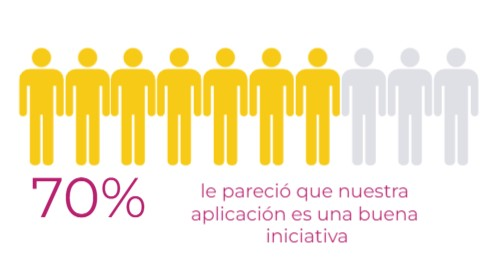 70%
le pareció que nuestra
aplicación es una buena
iniciativa